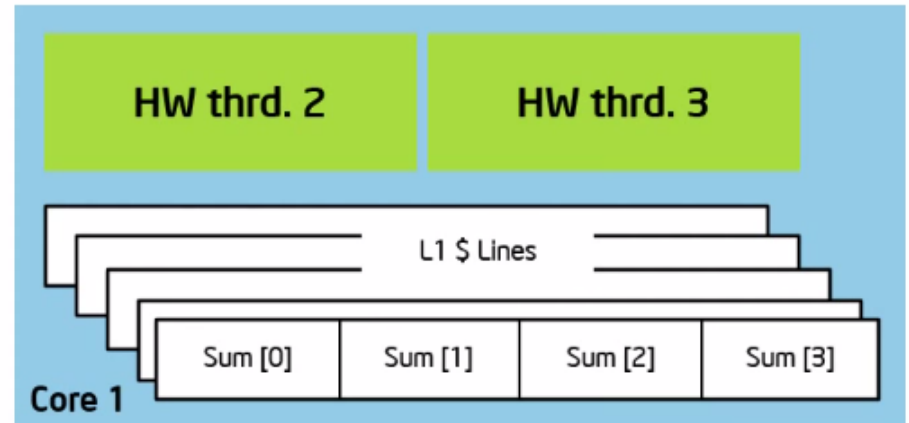 HW thrd. 2
HW thrd. 3
L1 $ Lines
Sum [0]
Sum [1]
Sum [2]
Sum [3]
Core 1